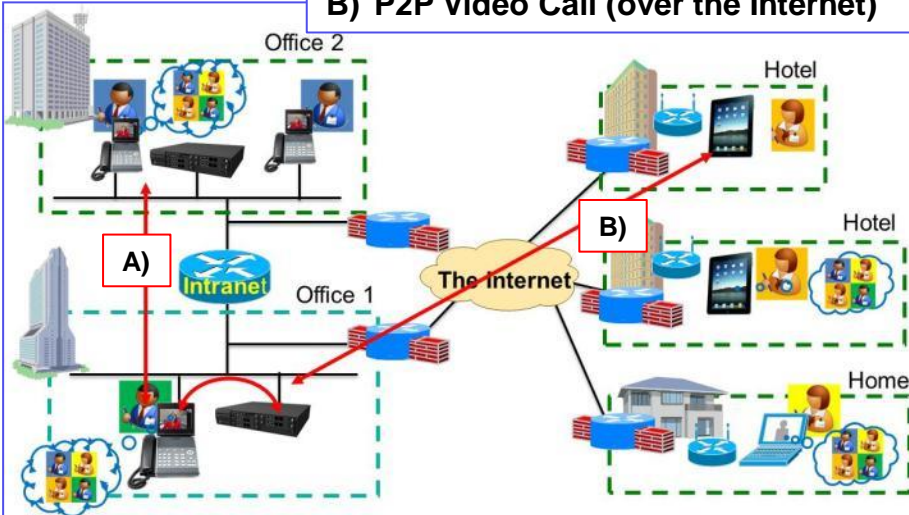 B) P2P Video Call (over the Internet)
Office 2
Hotel
A)
B)
Hotel
Intranet
The internet
Office 1
Home